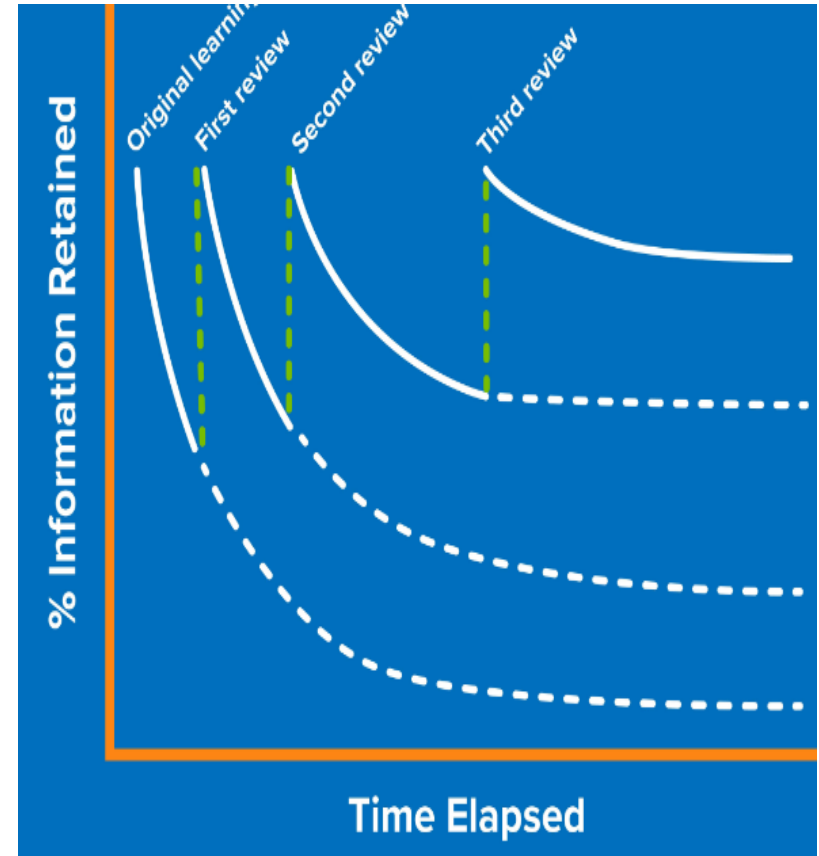 Original learning
First review
Second review
Third review
% Information Retained
Time Elapsed